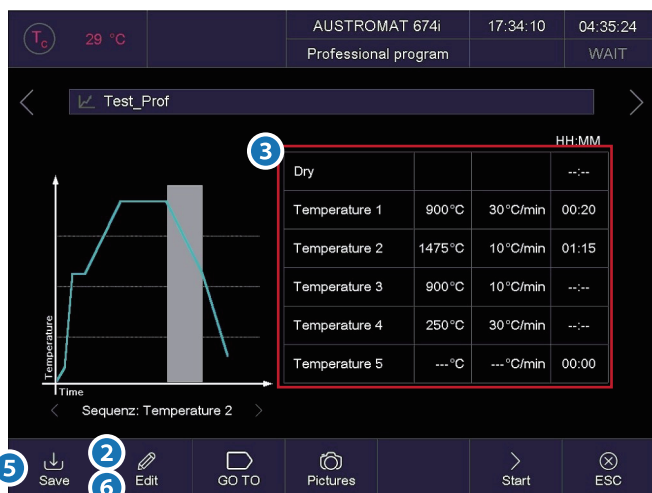 Tc 29 °C AUSTROMAT 674i 17:34:10 04:35:24
Professional program WAIT
Test_Prof
HH:MM
3
Dry --:--
Temperature 1 900°C 30°C/min 00:20
Temperature 2 1475°C 10°C/min 01:15
Temperature 3 900°C 10°C/min --:--
Temperature 4 250°C 30°C/min --:--
Temperature 5 ---°C ---°C/min 00:00
Temperature
Time
Sequenz: Temperature 2
5 Save 2 6 Edit GO TO Pictures Start ESC